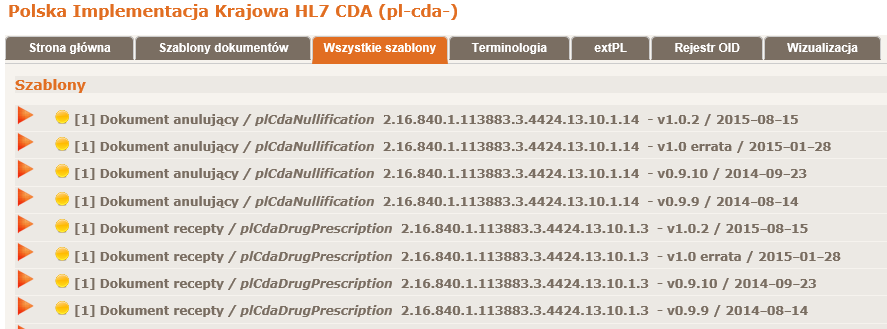 Polska Implementacja Krajowa HL7 CDA (pl-cda-)
Strona główna Szablony dokumentów Wszystkie szablony Terminologia extPL Rejestr OID Wizualizacja
Szablony
[1] Dokument anulujący / plCdaNullification 2.16.840.1.113883.3.4424.13.10.1.14 - v1.0.2 / 2015-08-15
[1] Dokument anulujący / plCdaNullification 2.16.840.1.113883.3.4424.13.10.1.14 - v1.0 errata / 2015-01-28
[1] Dokument anulujący / plCdaNullification 2.16.840.1.113883.3.4424.13.10.1.14 - v0.9.10 / 2014-09-23
[1] Dokument anulujący / plCdaNullification 2.16.840.1.113883.3.4424.13.10.1.14 - v0.9.9 / 2014-08-14
[1] Dokument recepty / plCdaDrugPrescription 2.16.840.1.113883.3.4424.13.10.1.3 - v1.0.2 / 2015-08-15
[1] Dokument recepty / plCdaDrugPrescription 2.16.840.1.113883.3.4424.13.10.1.3 - v1.0 errata / 2015-01-28
[1] Dokument recepty / plCdaDrugPrescription 2.16.840.1.113883.3.4424.13.10.1.3 - v0.9.10 / 2014-09-23
[1] Dokument recepty / plCdaDrugPrescription 2.16.840.1.113883.3.4424.13.10.1.3 - v0.9.9 / 2014-08-14